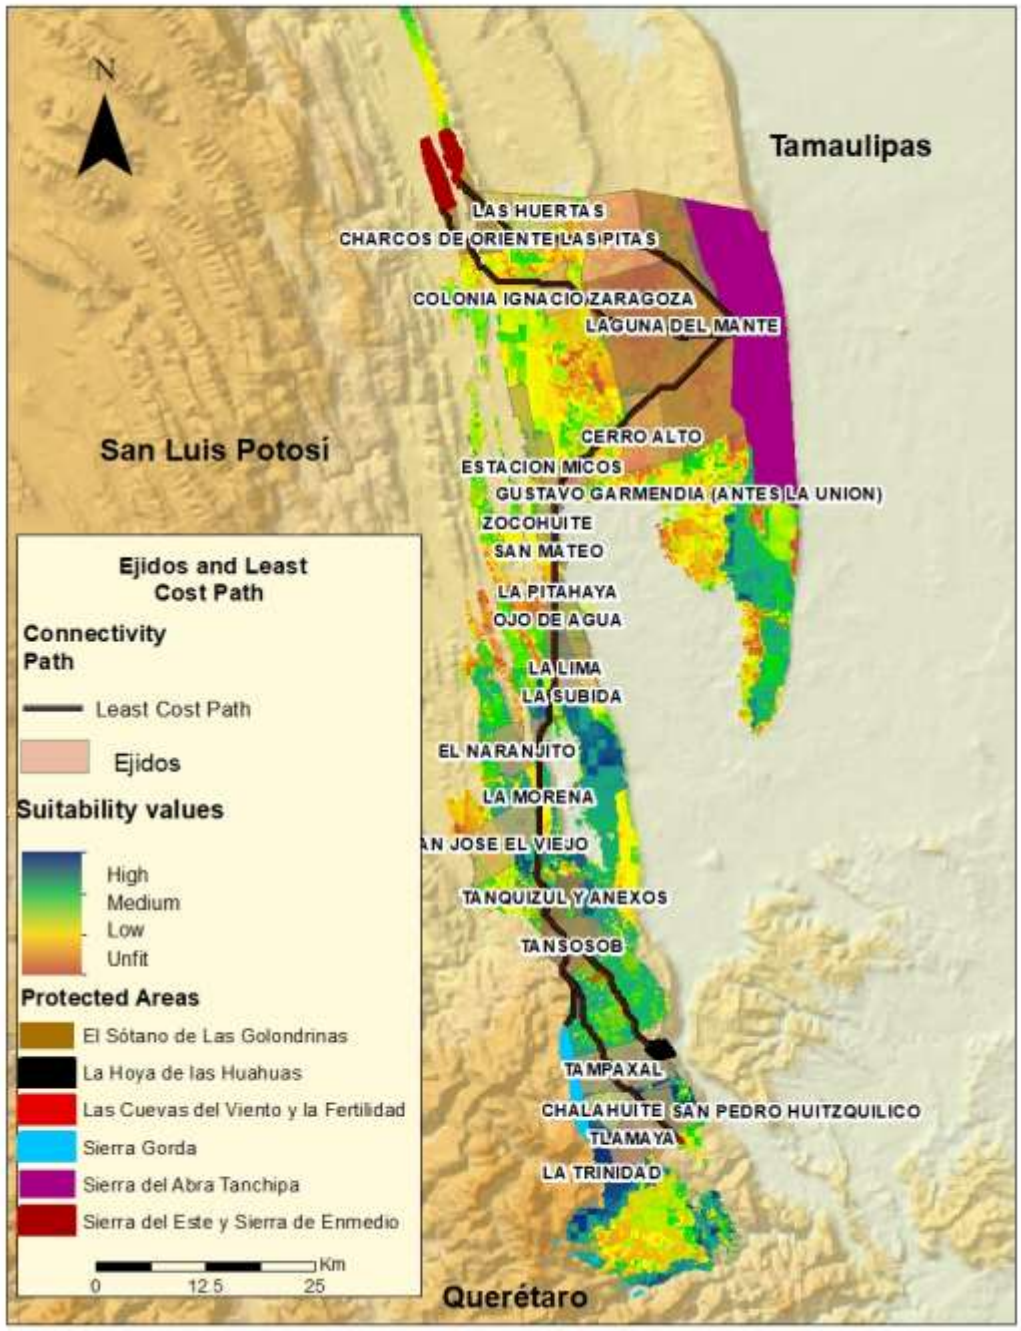 N
Tamaulipas
LAS HUERTAS
CHARCOS DE ORIENTE LAS PITAS
COLONIA IGNACIO ZARAGOZA
LAGUNA DEL MANTE
CERRO ALTO
San Luis Potosí
ESTACION MICOS
GUSTAVO GARMENDIA (ANTES LA UNION)
ZOCOHUITE
SAN MATEO
LA PITAHAYA
OJO DE AGUA
LA LIMA
LA SUBIDA
EL NARANJITO
LA MORENA
AN JOSE EL VIEJO
TANQUIZUL Y ANEXOS
TANSOSOB
TAMPAXAL
CHALAHUITE SAN PEDRO HUITZQUILICO
TLAMAYA
LA TRINIDAD
Querétaro
Ejidos and Least
Cost Path
Connectivity
Path
Least Cost Path
Ejidos
Suitability values
High
Medium
Low
Unfit
Protected Areas
El Sótano de Las Golondrinas
La Hoya de las Huahuas
Las Cuevas del Viento y la Fertilidad
Sierra Gorda
Sierra del Abra Tanchipa
Sierra del Este y Sierra de Enmedio
Km
0 12.5 25